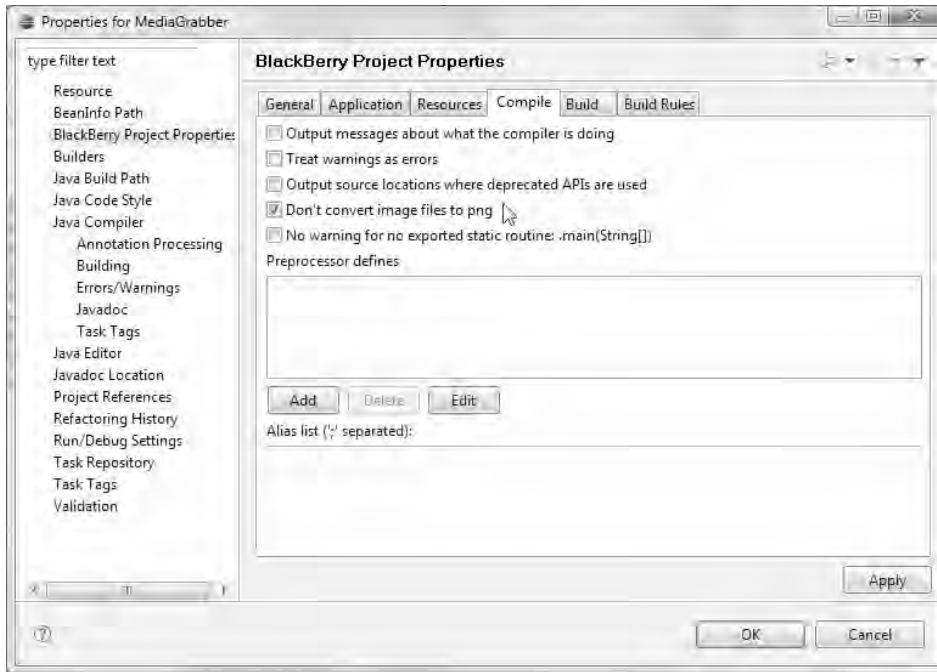 Properties for MediaGrabber
type filter text
Resource
BeanInfo Path
BlackBerry Project Properties
Builders
Java Build Path
Java Code Style
Java Compiler
Annotation Processing
Building
Errors/Warnings
Javadoc
Task Tags
Java Editor
Javadoc Location
Project References
Refactoring History
Run/Debug Settings
Task Repository
Task Tags
Validation
BlackBerry Project Properties
General Application Resources Compile Build Build Rules
Output messages about what the compiler is doing
Treat warnings as errors
Output source locations where deprecated APIs are used
Don't convert image files to png
No warning for no exported static routine: .main(String[])
Preprocessor defines
Add Delete Edit
Alias list (';' separated):
Apply
OK Cancel